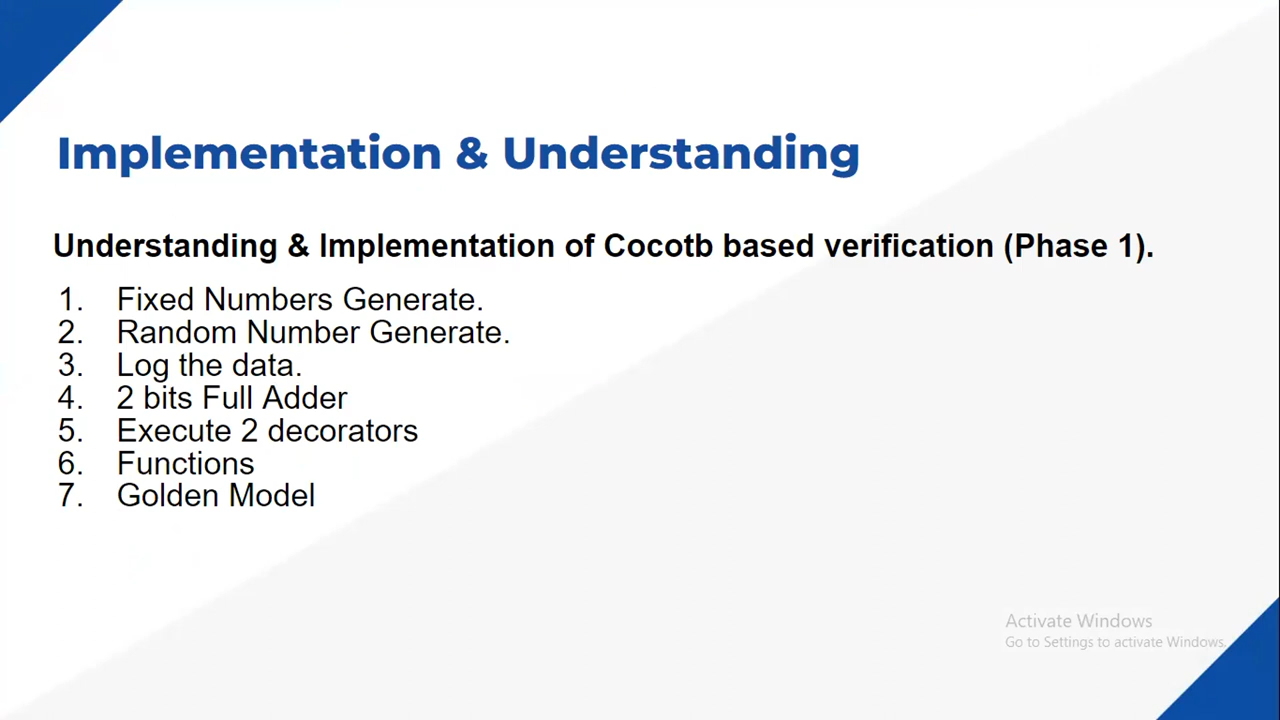 Implementation & Understanding
Understanding & Implementation of Cocotb based verification (Phase 1).
1. Fixed Numbers Generate.
2. Random Number Generate.
3. Log the data.
4. 2 bits Full Adder
5. Execute 2 decorators
6. Functions
7. Golden Model
Activate Windows
Go to Settings to activate Windows.